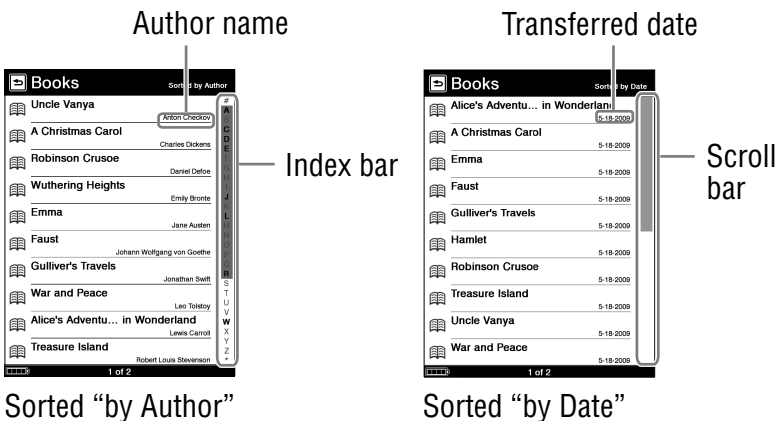 Author name
Transferred date
Books
Sorted by Author
Uncle Vanya
Anton Checkov
A Christmas Carol
Charles Dickens
Robinson Crusoe
Daniel Defoe
Wuthering Heights
Emily Bronte
Emma
Jane Austen
Faust
Johann Wolfgang von Goethe
Gulliver's Travels
Jonathan Swift
War and Peace
Leo Tolstoy
Alice's Adventu... in Wonderland
Lewis Carroll
Treasure Island
Robert Louis Stevenson
1 of 2
#
A
B
C
D
E
F
G
H
I
J
K
L
M
N
O
P
Q
R
S
T
U
V
W
X
Y
Z
*
Index bar
Books
Sorted by Date
Alice's Adventu... in Wonderland
5-18-2009
A Christmas Carol
5-18-2009
Emma
5-18-2009
Faust
5-18-2009
Gulliver's Travels
5-18-2009
Hamlet
5-18-2009
Robinson Crusoe
5-18-2009
Treasure Island
5-18-2009
Uncle Vanya
5-18-2009
War and Peace
5-18-2009
1 of 2
Scroll
bar
Sorted “by Author”
Sorted “by Date”